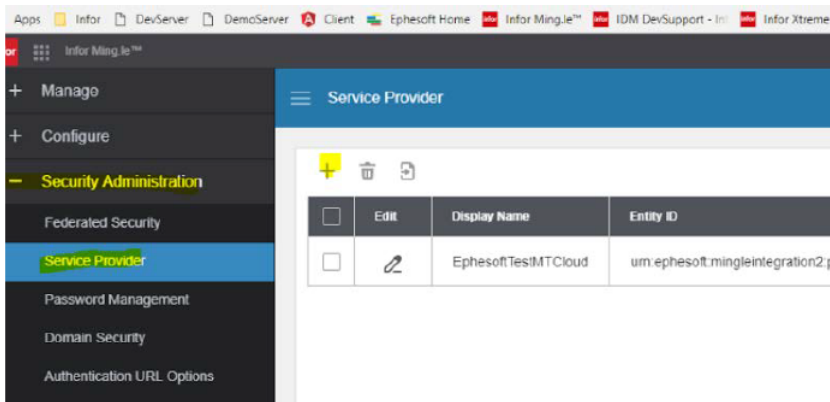 Apps Infor DevServer DemoServer Client Ephesoft Home Infor Ming.le™ IDM DevSupport - In Infor Xtreme
or Infor Ming.le™
+ Manage
Service Provider
+ Configure
− Security Administration
+
Edit Display Name Entity ID
Federated Security
Service Provider
EphesoftTestMTCloud urn:ephesoft:mingleintegration2:p
Password Management
Domain Security
Authentication URL Options